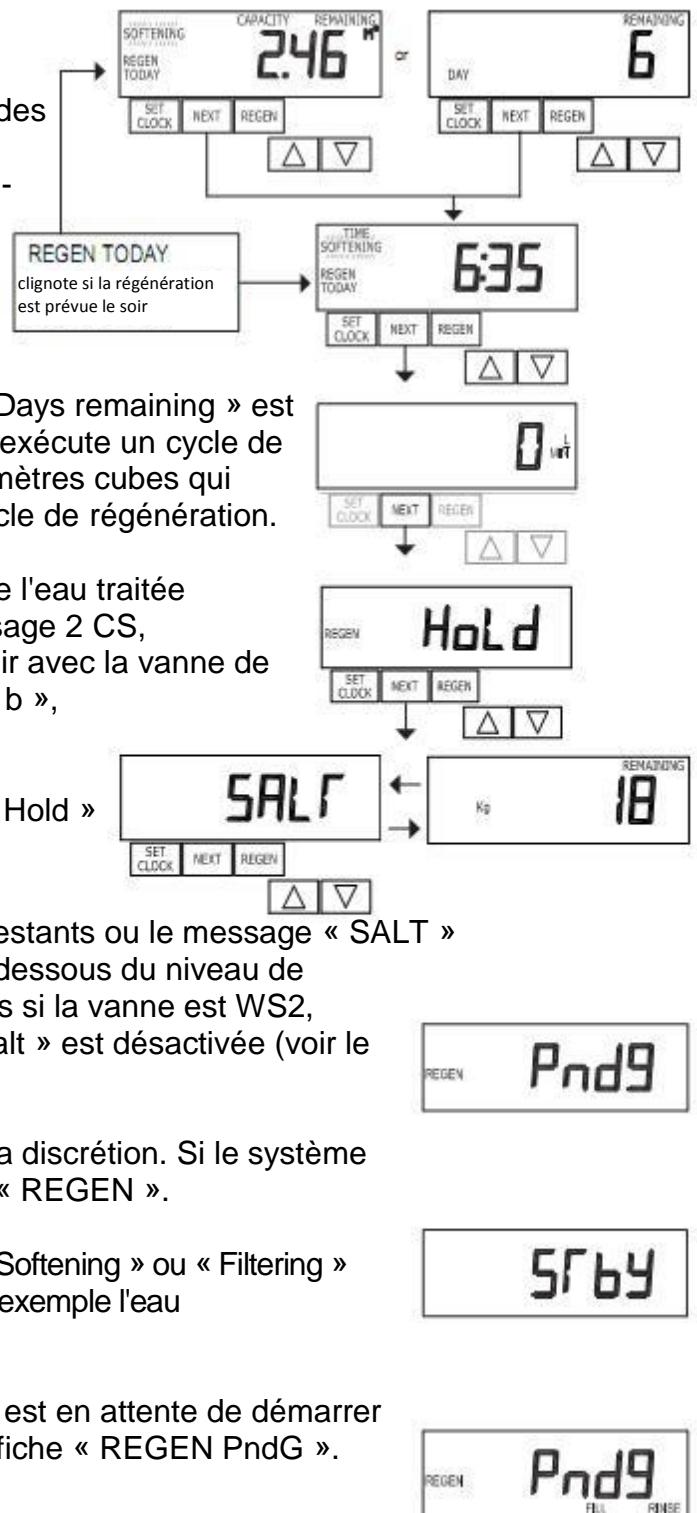 CAPACITY REMAINING
SOFTENING
2.46 M³
REGEN
TODAY
SET CLOCK NEXT REGEN
or
REMAINING
DAY 6
SET CLOCK NEXT REGEN
des
-
REGEN TODAY
clignote si la régénération
est prévue le soir
TIME
SOFTENING
6:35
REGEN
TODAY
SET CLOCK NEXT REGEN
Days remaining » est
exécute un cycle de
mètres cubes qui
cle de régénération.
0 L
SET CLOCK NEXT REGEN
e l'eau traitée
sage 2 CS,
ir avec la vanne de
b »,
REGEN HoLd
SET CLOCK NEXT REGEN
Hold »
SALT
SET CLOCK NEXT REGEN
REMAINING
Kg 18
estants ou le message « SALT »
dessous du niveau de
s si la vanne est WS2,
alt » est désactivée (voir le
REGEN Pndg
a discrétion. Si le système
« REGEN ».
Softening » ou « Filtering »
exemple l'eau
STbY
est en attente de démarrer
fiche « REGEN PndG ».
REGEN Pndg
FILL RINSE